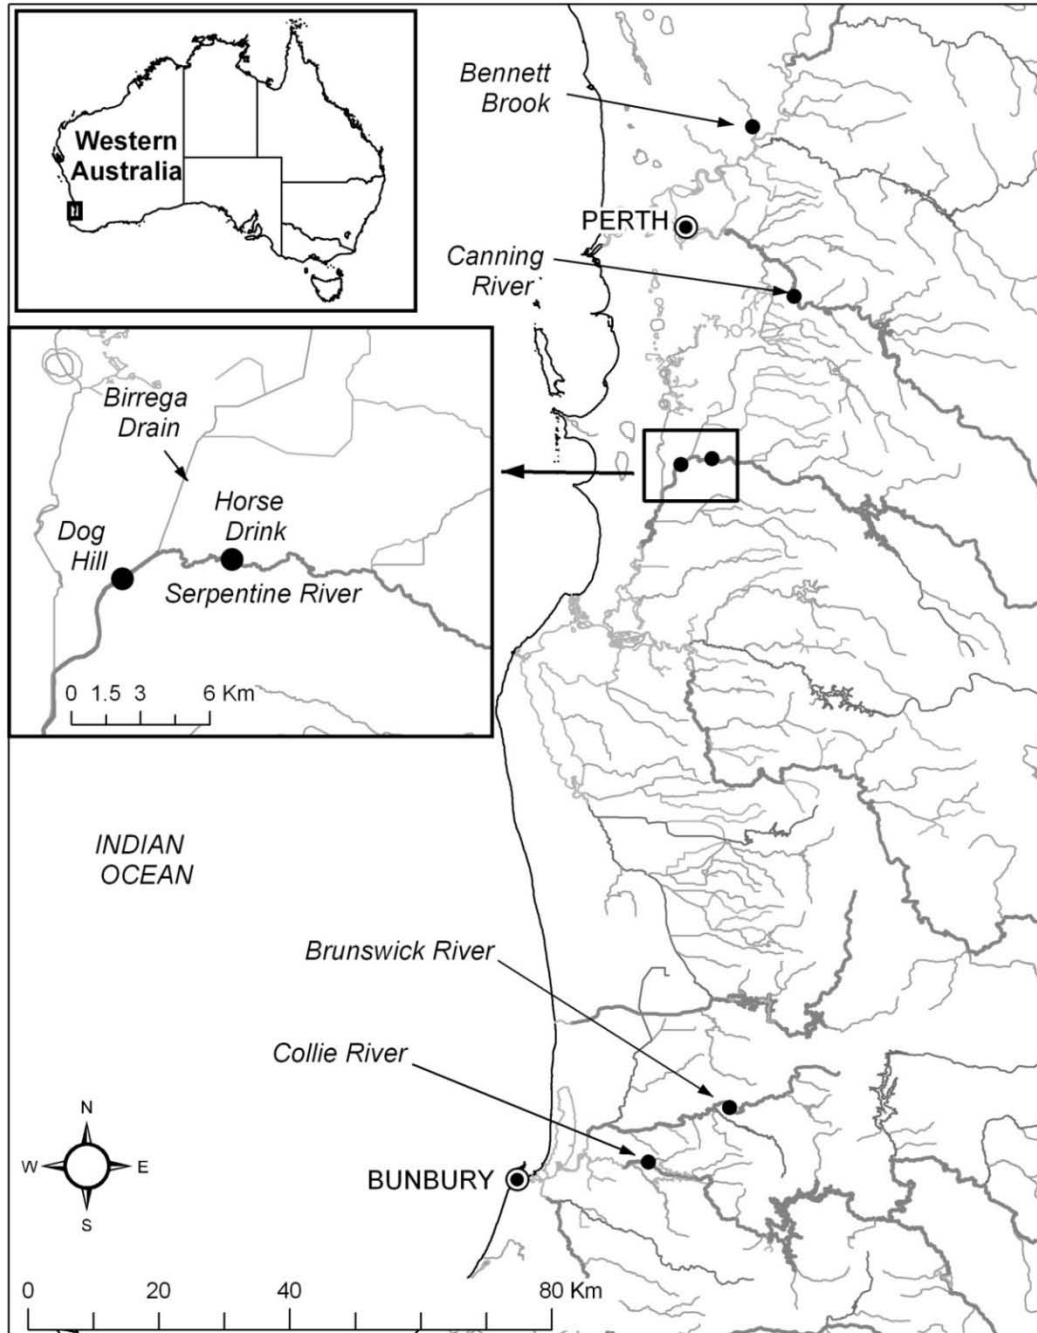 Western
Australia
Bennett
Brook
PERTH
Canning
River
Birrega
Drain
Horse
Drink
Dog
Hill
Serpentine River
0 1.5 3 6 Km
INDIAN
OCEAN
Brunswick River
Collie River
N
W E
S
BUNBURY
0 20 40 80 Km